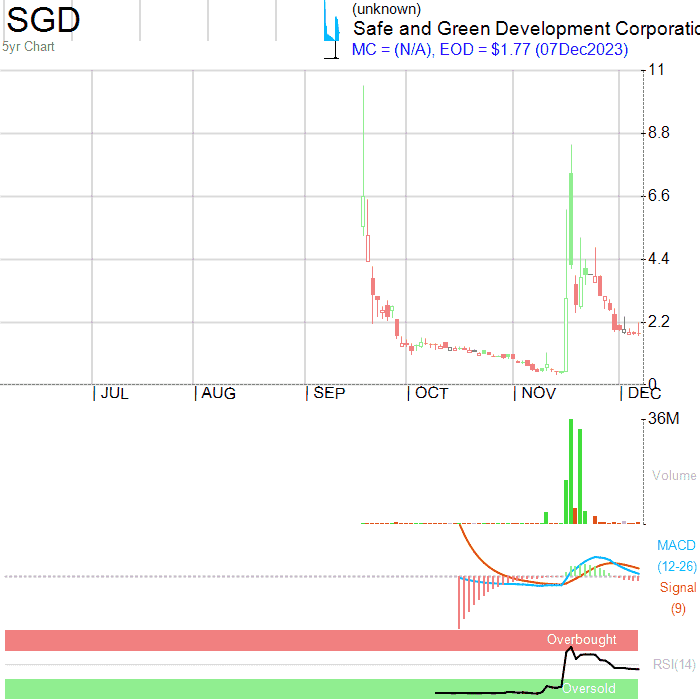 SGD
5yr Chart
(unknown)
Safe and Green Development Corporatio
MC = (N/A), EOD = $1.77 (07Dec2023)
11
8.8
6.6
4.4
2.2
0
JUL
AUG
SEP
OCT
NOV
DEC
36M
Volume
MACD
(12-26)
Signal
(9)
Overbought
RSI(14)
Oversold